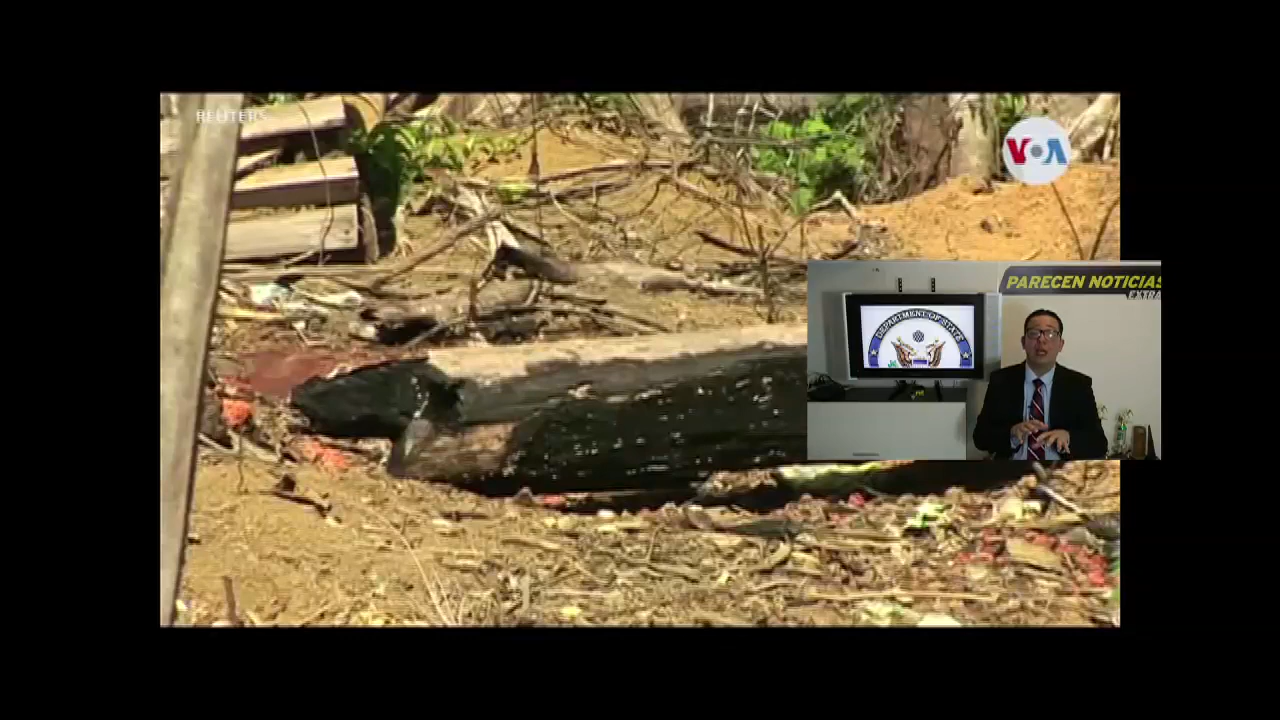 REUTERS
VOA
PARECEN NOTICIAS
EXTRA
DEPARTMENT OF STATE